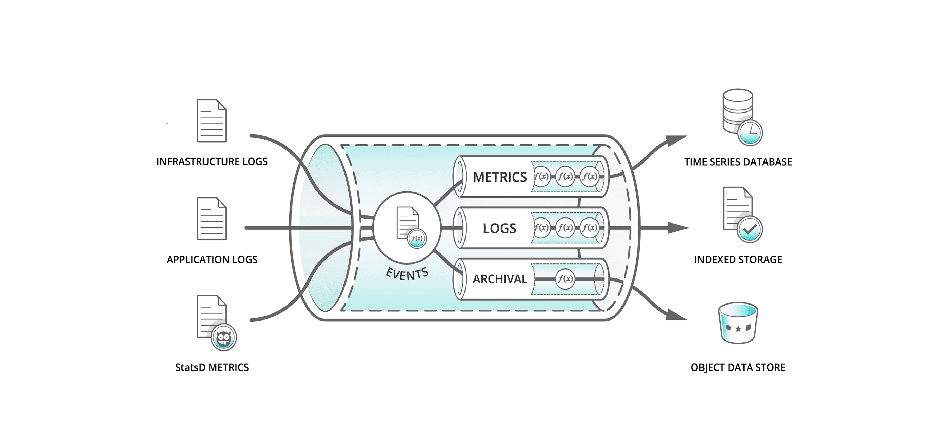 INFRASTRUCTURE LOGS
APPLICATION LOGS
StatsD METRICS
f(x)
EVENTS
METRICS f(x) f(x) f(x)
LOGS f(x) f(x) f(x)
ARCHIVAL f(x)
TIME SERIES DATABASE
INDEXED STORAGE
OBJECT DATA STORE